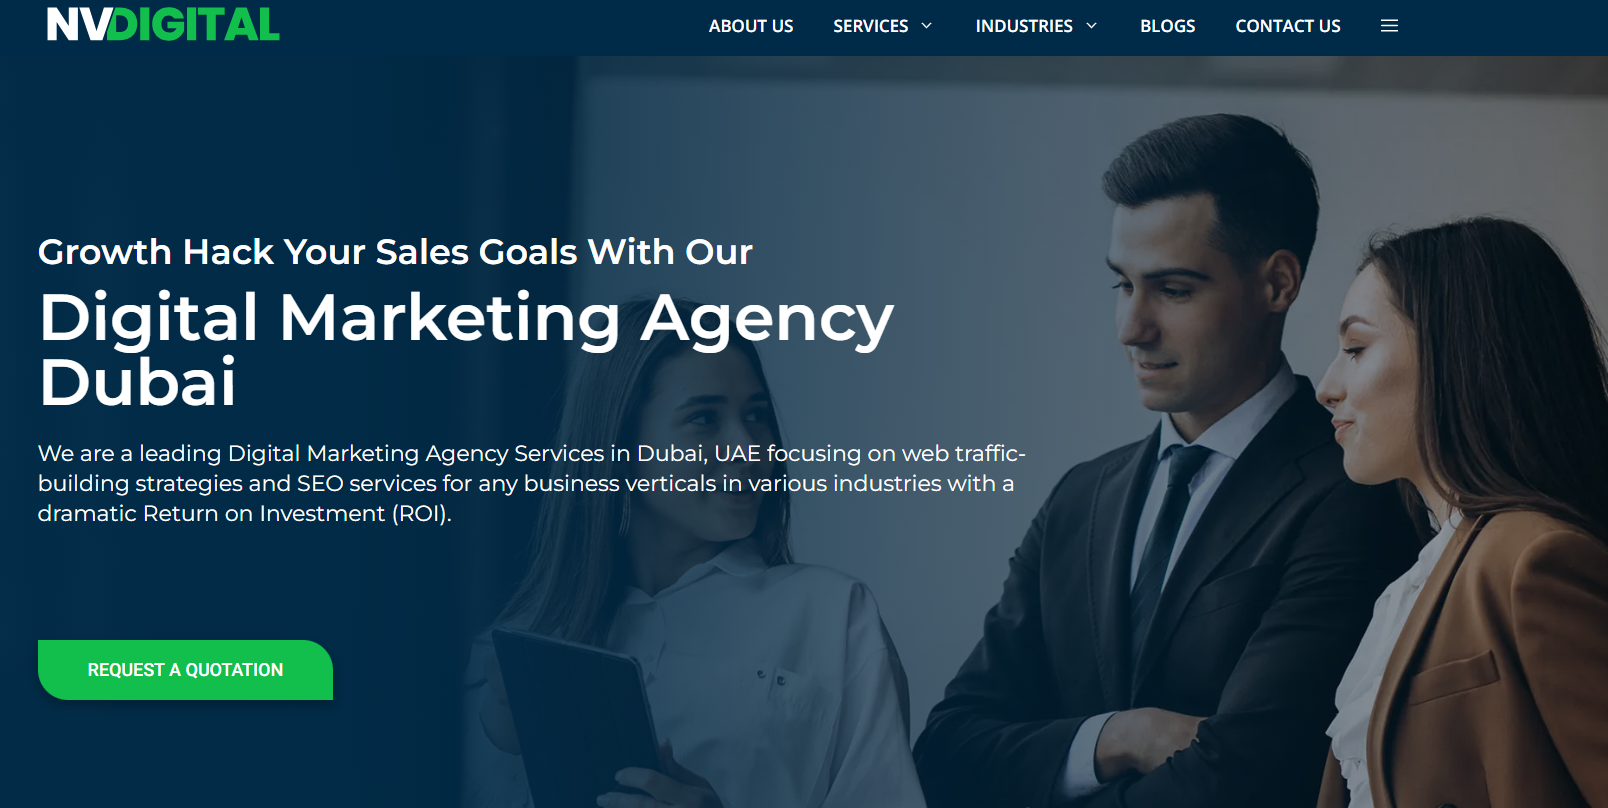 NVDIGITAL
ABOUT US
SERVICES
INDUSTRIES
BLOGS
CONTACT US
Growth Hack Your Sales Goals With Our
Digital Marketing Agency
Dubai
We are a leading Digital Marketing Agency Services in Dubai, UAE focusing on web traffic-
building strategies and SEO services for any business verticals in various industries with a
dramatic Return on Investment (ROI).
REQUEST A QUOTATION